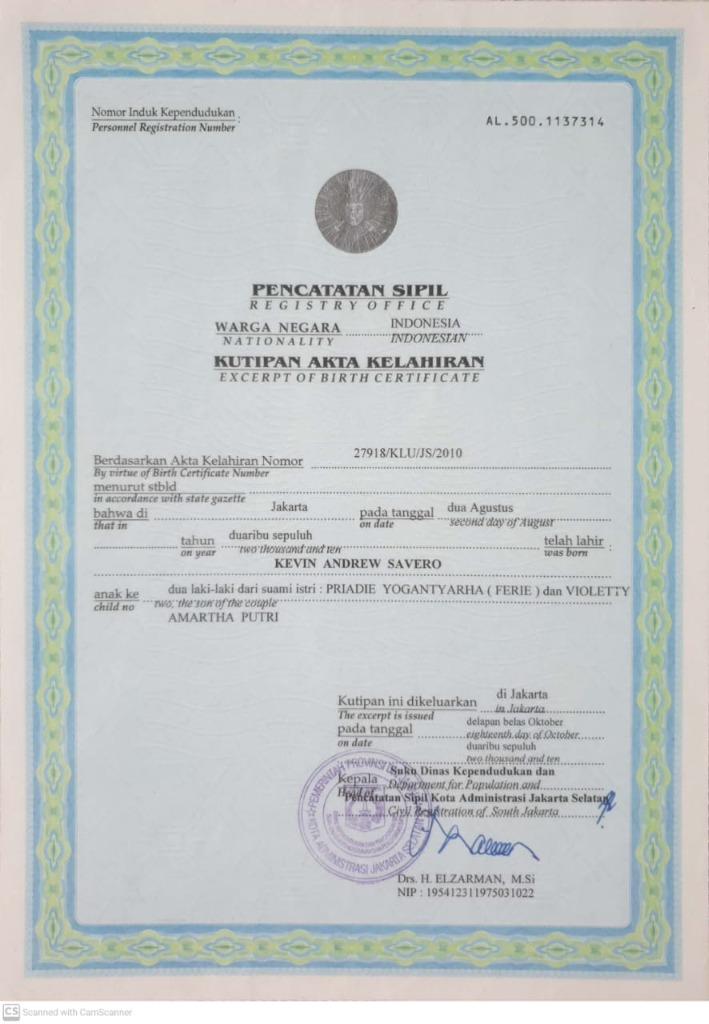 Nomor Induk Kependudukan :
Personnel Registration Number
AL.500.1137314
PENCATATAN SIPIL
REGISTRY OFFICE
WARGA NEGARA INDONESIA
NATIONALITY INDONESIAN
KUTIPAN AKTA KELAHIRAN
EXCERPT OF BIRTH CERTIFICATE
Berdasarkan Akta Kelahiran Nomor 27918/KLU/JS/2010
By virtue of Birth Certificate Number
menurut stbld
in accordance with state gazette
bahwa di Jakarta pada tanggal dua Agustus
that in on date second day of August
tahun duaribu sepuluh telah lahir :
on year two thousand and ten was born
KEVIN ANDREW SAVERO
anak ke dua laki-laki dari suami istri : PRIADIE YOGANTYARHA ( FERIE ) dan VIOLETTY
child no two, the son of the couple
AMARTHA PUTRI
Kutipan ini dikeluarkan di Jakarta
The excerpt is issued in Jakarta
pada tanggal delapan belas Oktober
on date eighteenth day of October
duaribu sepuluh
two thousand and ten
Kepala Suku Dinas Kependudukan dan
Head of Department for Population and
Pencatatan Sipil Kota Administrasi Jakarta Selatan
Civil Registration of South Jakarta
Drs. H. ELZARMAN, M.Si
NIP : 195412311975031022
CS Scanned with CamScanner